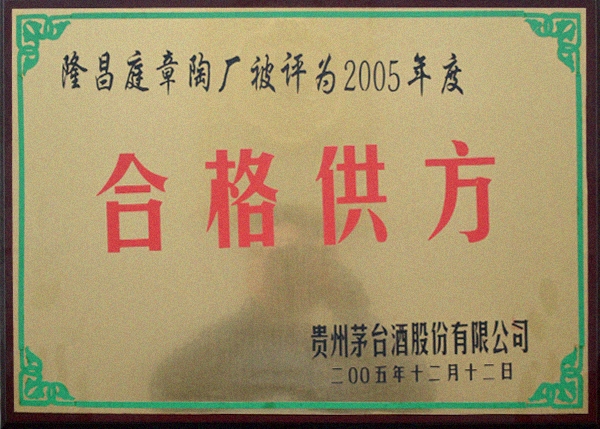 隆昌庭章陶厂被评为2005年度
合格供方
贵州茅台酒股份有限公司
二00五年十二月十二日